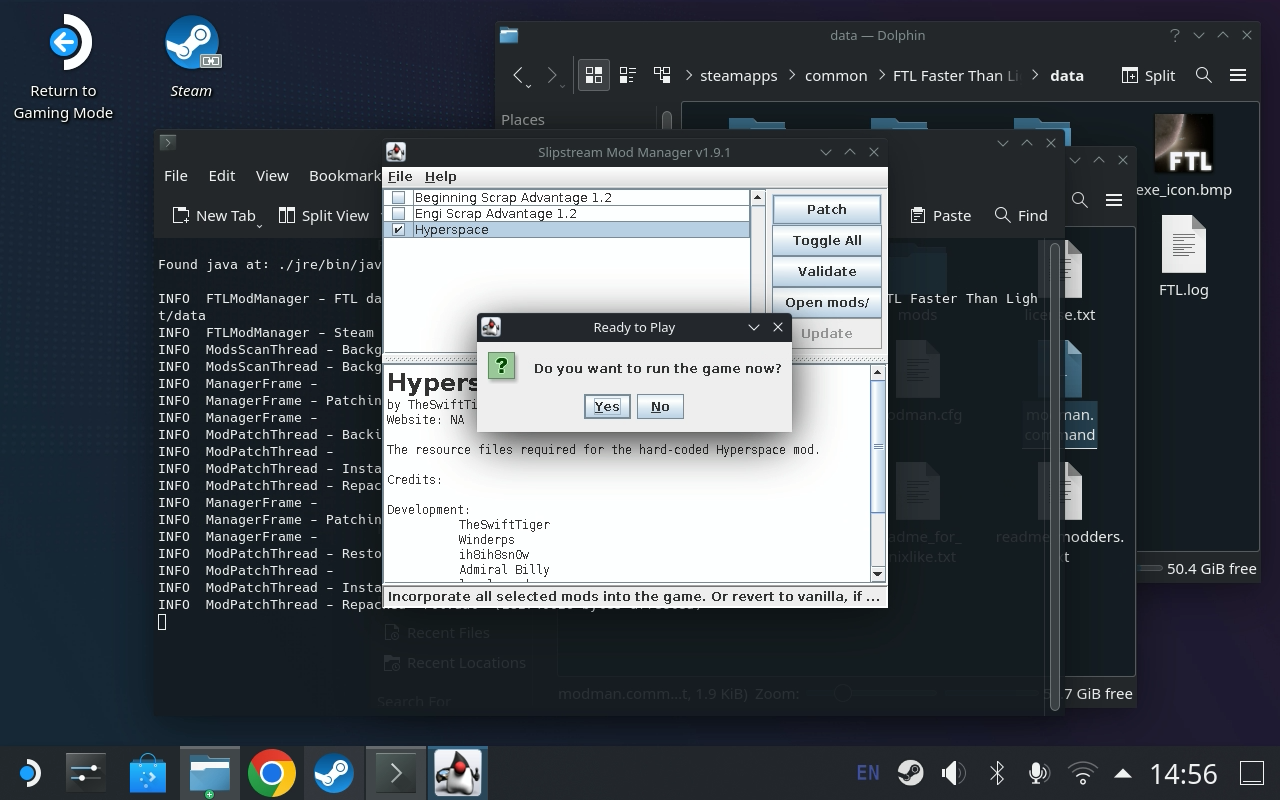 Return to
Gaming Mode
Steam
data — Dolphin
steamapps
common
FTL Faster Than Li
data
Split
Places
exe_icon.bmp
FTL.log
50.4 GiB free
File Edit View Bookmark
New Tab
Split View
Paste
Find
Found java at: ./jre/bin/jav
INFO FTLModManager - FTL da
TL Faster Than Ligh
t/data
INFO FTLModManager - Steam
INFO ModsScanThread - Backg
INFO ModsScanThread - Backg
INFO ManagerFrame -
INFO ManagerFrame - Patchin
INFO ManagerFrame -
INFO ModPatchThread - Backi
INFO ModPatchThread -
INFO ModPatchThread - Insta
INFO ModPatchThread - Repac
INFO ManagerFrame -
INFO ManagerFrame - Patchin
INFO ManagerFrame -
INFO ModPatchThread - Resto
INFO ModPatchThread -
INFO ModPatchThread - Insta
INFO ModPatchThread - Repac
Slipstream Mod Manager v1.9.1
File Help
Beginning Scrap Advantage 1.2
Engi Scrap Advantage 1.2
Hyperspace
Patch
Toggle All
Validate
Open mods/
Update
Ready to Play
Do you want to run the game now?
Yes
No
Hypers
by TheSwiftTi
Website: NA
The resource files required for the hard-coded Hyperspace mod.
Credits:
Development:
TheSwiftTiger
Winderps
ih8ih8sn0w
Admiral Billy
Incorporate all selected mods into the game. Or revert to vanilla, if ...
mods
license.txt
odman.cfg
modman.
command
adme_for_
nixlike.txt
readme_modders.
xt
Recent Files
Recent Locations
Search For
modman.comm...t, 1.9 KiB)
Zoom:
.7 GiB free
EN
14:56